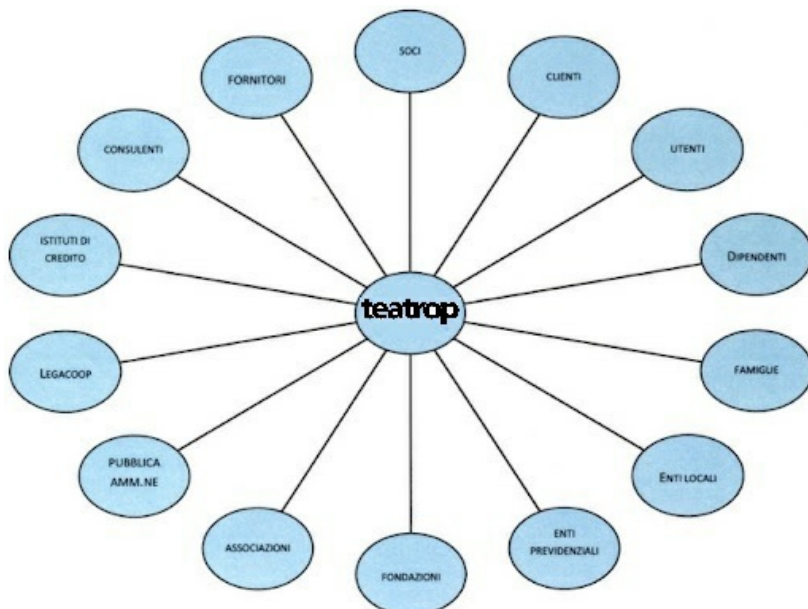 SOCI
CLIENTI
UTENTI
DIPENDENTI
FAMIGLIE
ENTI LOCALI
ENTI
PREVIDENZIALI
FONDAZIONI
ASSOCIAZIONI
PUBBLICA
AMM.NE
LEGACOOP
ISTITUTI DI
CREDITO
CONSULENTI
FORNITORI
teatrop